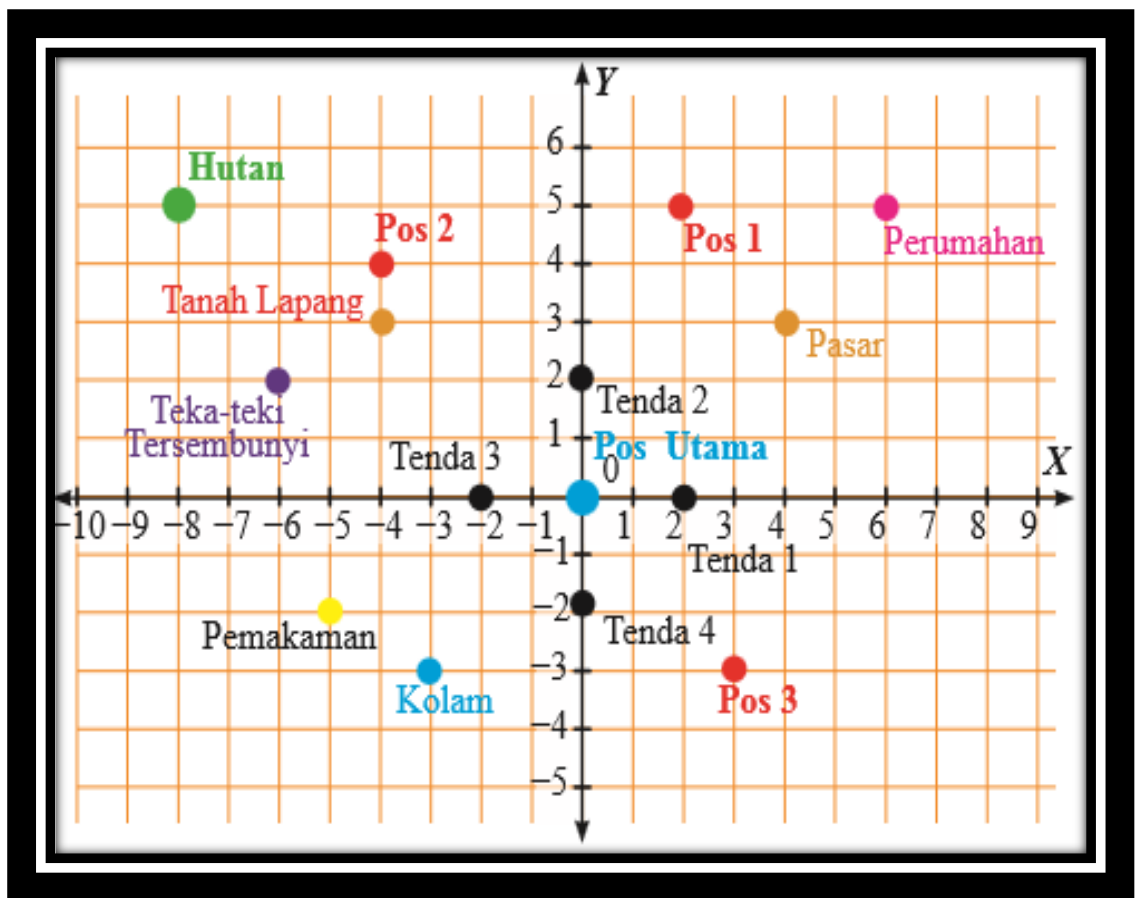 Y
6
Hutan
5
Pos 2
Pos 1
Perumahan
4
Tanah Lapang
3
Pasar
2
Teka-teki
Tersembunyi
Tenda 2
1
Pos Utama
Tenda 3
0
X
−10 −9 −8 −7 −6 −5 −4 −3 −2 −1 1 2 3 4 5 6 7 8 9
−1
Tenda 1
−2
Pemakaman
Tenda 4
−3
Kolam
Pos 3
−4
−5